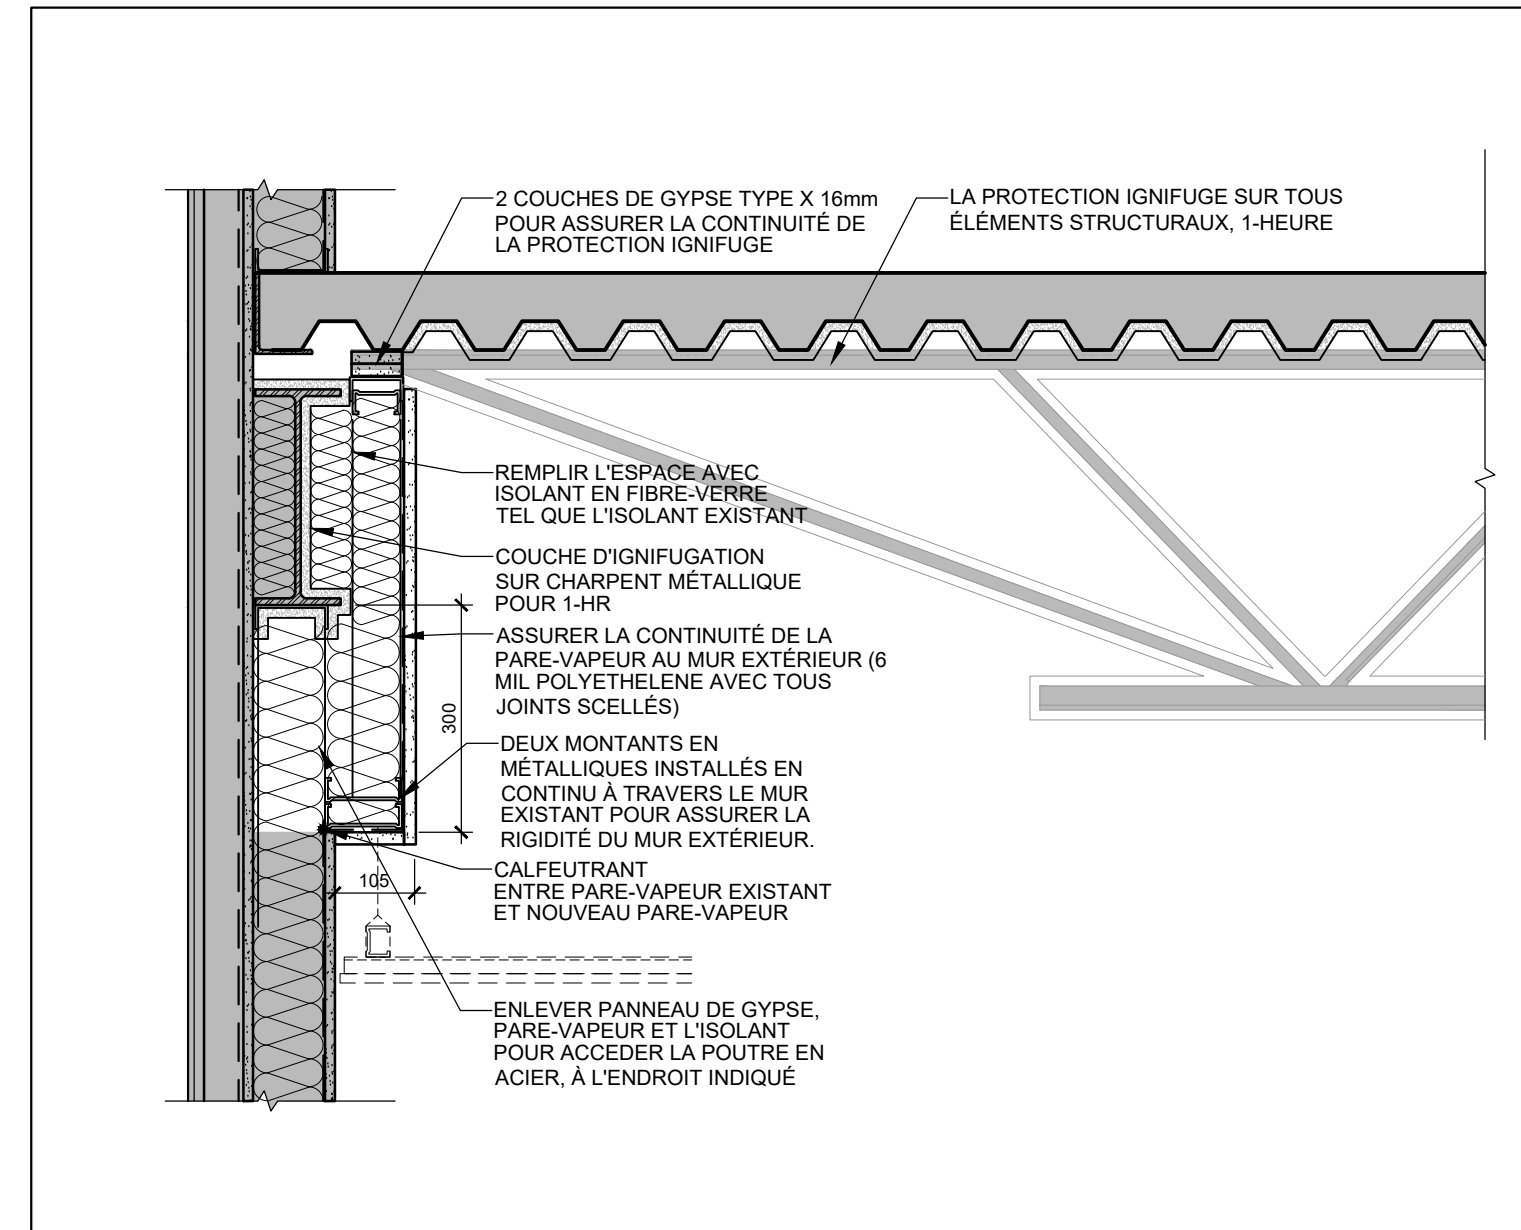 2 COUCHES DE GYPSE TYPE X 16mm
POUR ASSURER LA CONTINUITÉ DE
LA PROTECTION IGNIFUGE
LA PROTECTION IGNIFUGE SUR TOUS
ÉLÉMENTS STRUCTURAUX, 1-HEURE
REMPLIR L'ESPACE AVEC
ISOLANT EN FIBRE-VERRE
TEL QUE L'ISOLANT EXISTANT
COUCHE D'IGNIFUGATION
SUR CHARPENT MÉTALLIQUE
POUR 1-HR
ASSURER LA CONTINUITÉ DE LA
PARE-VAPEUR AU MUR EXTÉRIEUR (6
MIL POLYETHELENE AVEC TOUS
JOINTS SCELLÉS)
300
DEUX MONTANTS EN
MÉTALLIQUES INSTALLÉS EN
CONTINU À TRAVERS LE MUR
EXISTANT POUR ASSURER LA
RIGIDITÉ DU MUR EXTÉRIEUR.
105
CALFEUTRANT
ENTRE PARE-VAPEUR EXISTANT
ET NOUVEAU PARE-VAPEUR
ENLEVER PANNEAU DE GYPSE,
PARE-VAPEUR ET L'ISOLANT
POUR ACCEDER LA POUTRE EN
ACIER, À L'ENDROIT INDIQUÉ